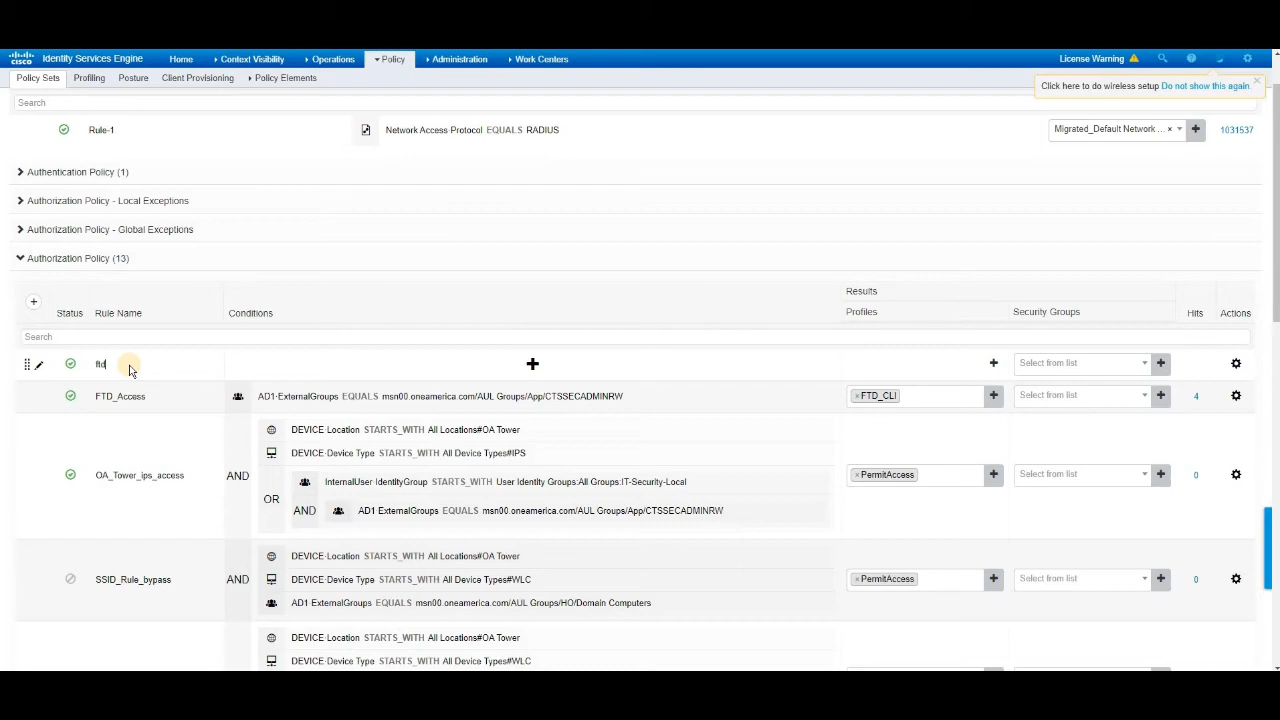 cisco Identity Services Engine Home Context Visibility Operations Policy Administration Work Centers License Warning
Policy Sets Profiling Posture Client Provisioning Policy Elements
Click here to do wireless setup Do not show this again.
Search
Rule-1 Network Access Protocol EQUALS RADIUS Migrated_Default Network ... × 1031537
Authentication Policy (1)
Authorization Policy - Local Exceptions
Authorization Policy - Global Exceptions
Authorization Policy (13)
Results
Status Rule Name Conditions Profiles Security Groups Hits Actions
Search
ftd Select from list
FTD_Access AD1·ExternalGroups EQUALS msn00.oneamerica.com/AUL Groups/App/CTSSECADMINRW ×FTD_CLI Select from list 4
DEVICE·Location STARTS_WITH All Locations#OA Tower
DEVICE·Device Type STARTS_WITH All Device Types#IPS
OA_Tower_ips_access AND ×PermitAccess Select from list 0
InternalUser·IdentityGroup STARTS_WITH User Identity Groups:All Groups:IT-Security-Local
OR
AND AD1·ExternalGroups EQUALS msn00.oneamerica.com/AUL Groups/App/CTSSECADMINRW
DEVICE·Location STARTS_WITH All Locations#OA Tower
SSID_Rule_bypass AND DEVICE·Device Type STARTS_WITH All Device Types#WLC ×PermitAccess Select from list 0
AD1·ExternalGroups EQUALS msn00.oneamerica.com/AUL Groups/HO/Domain Computers
DEVICE·Location STARTS_WITH All Locations#OA Tower
DEVICE·Device Type STARTS_WITH All Device Types#WLC